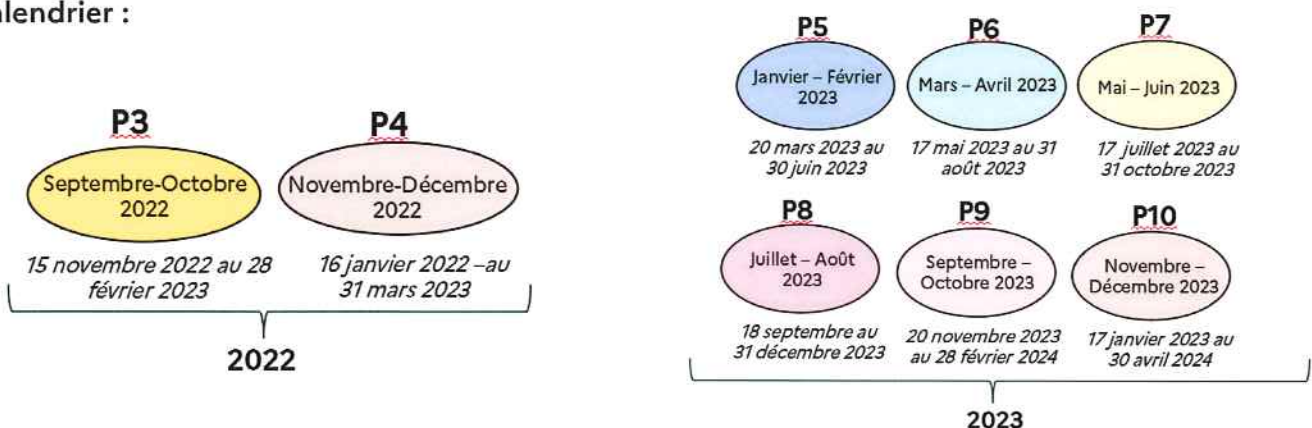 alendrier :
P3
Septembre-Octobre
2022
15 novembre 2022 au 28
février 2023
P4
Novembre-Décembre
2022
16 janvier 2022 –au
31 mars 2023
2022
P5
Janvier – Février
2023
20 mars 2023 au
30 juin 2023
P6
Mars – Avril 2023
17 mai 2023 au 31
août 2023
P7
Mai – Juin 2023
17 juillet 2023 au
31 octobre 2023
P8
Juillet – Août
2023
18 septembre au
31 décembre 2023
P9
Septembre –
Octobre 2023
20 novembre 2023
au 28 février 2024
P10
Novembre –
Décembre 2023
17 janvier 2023 au
30 avril 2024
2023